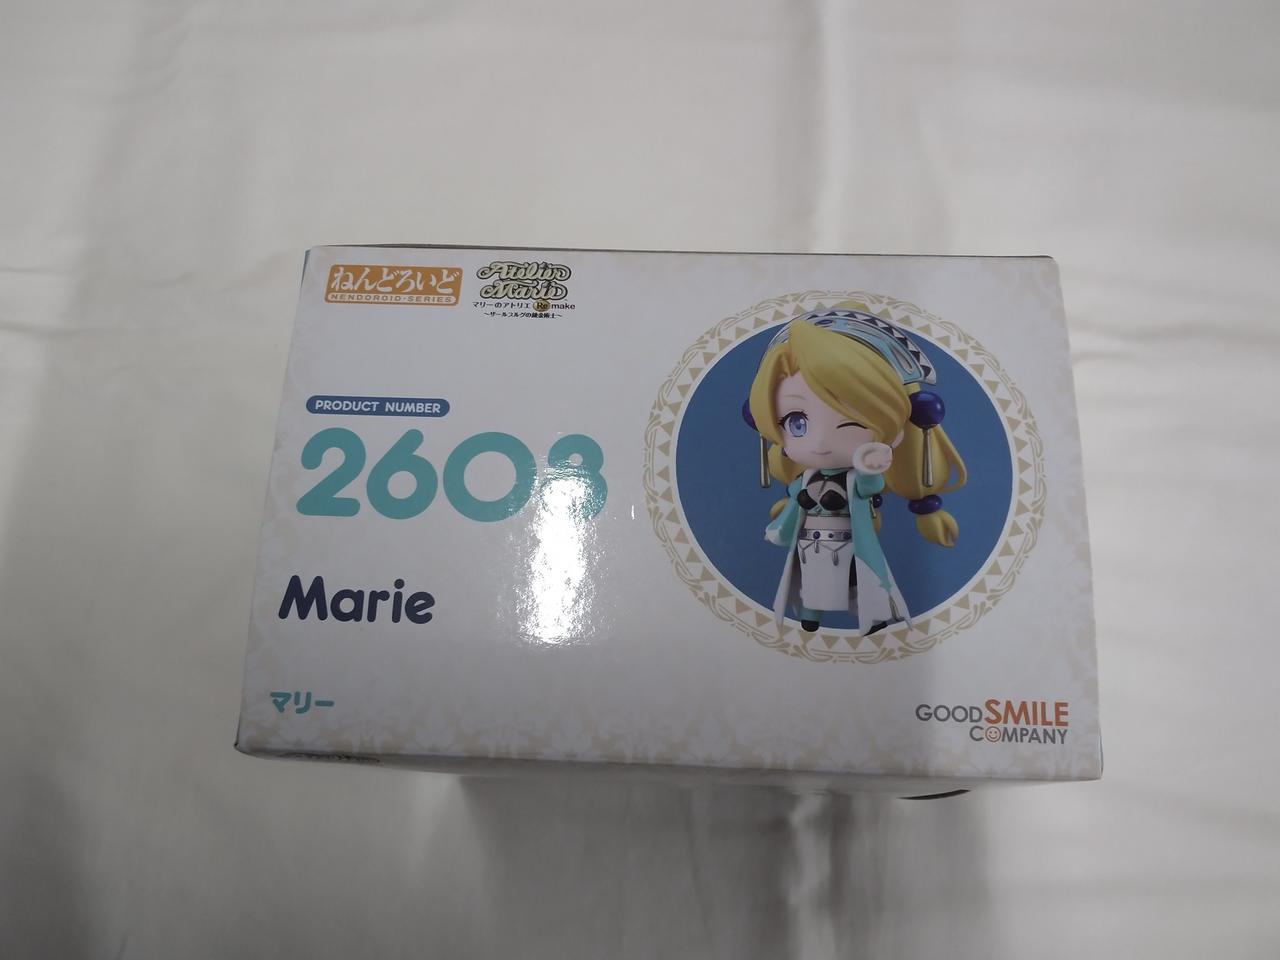 ねんどろいど
NENDOROID·SERIES
Atelier
Marie
マリーのアトリエ Remake
〜ザールブルグの錬金術士〜
PRODUCT NUMBER
2608
Marie
マリー
GOOD SMILE
COMPANY